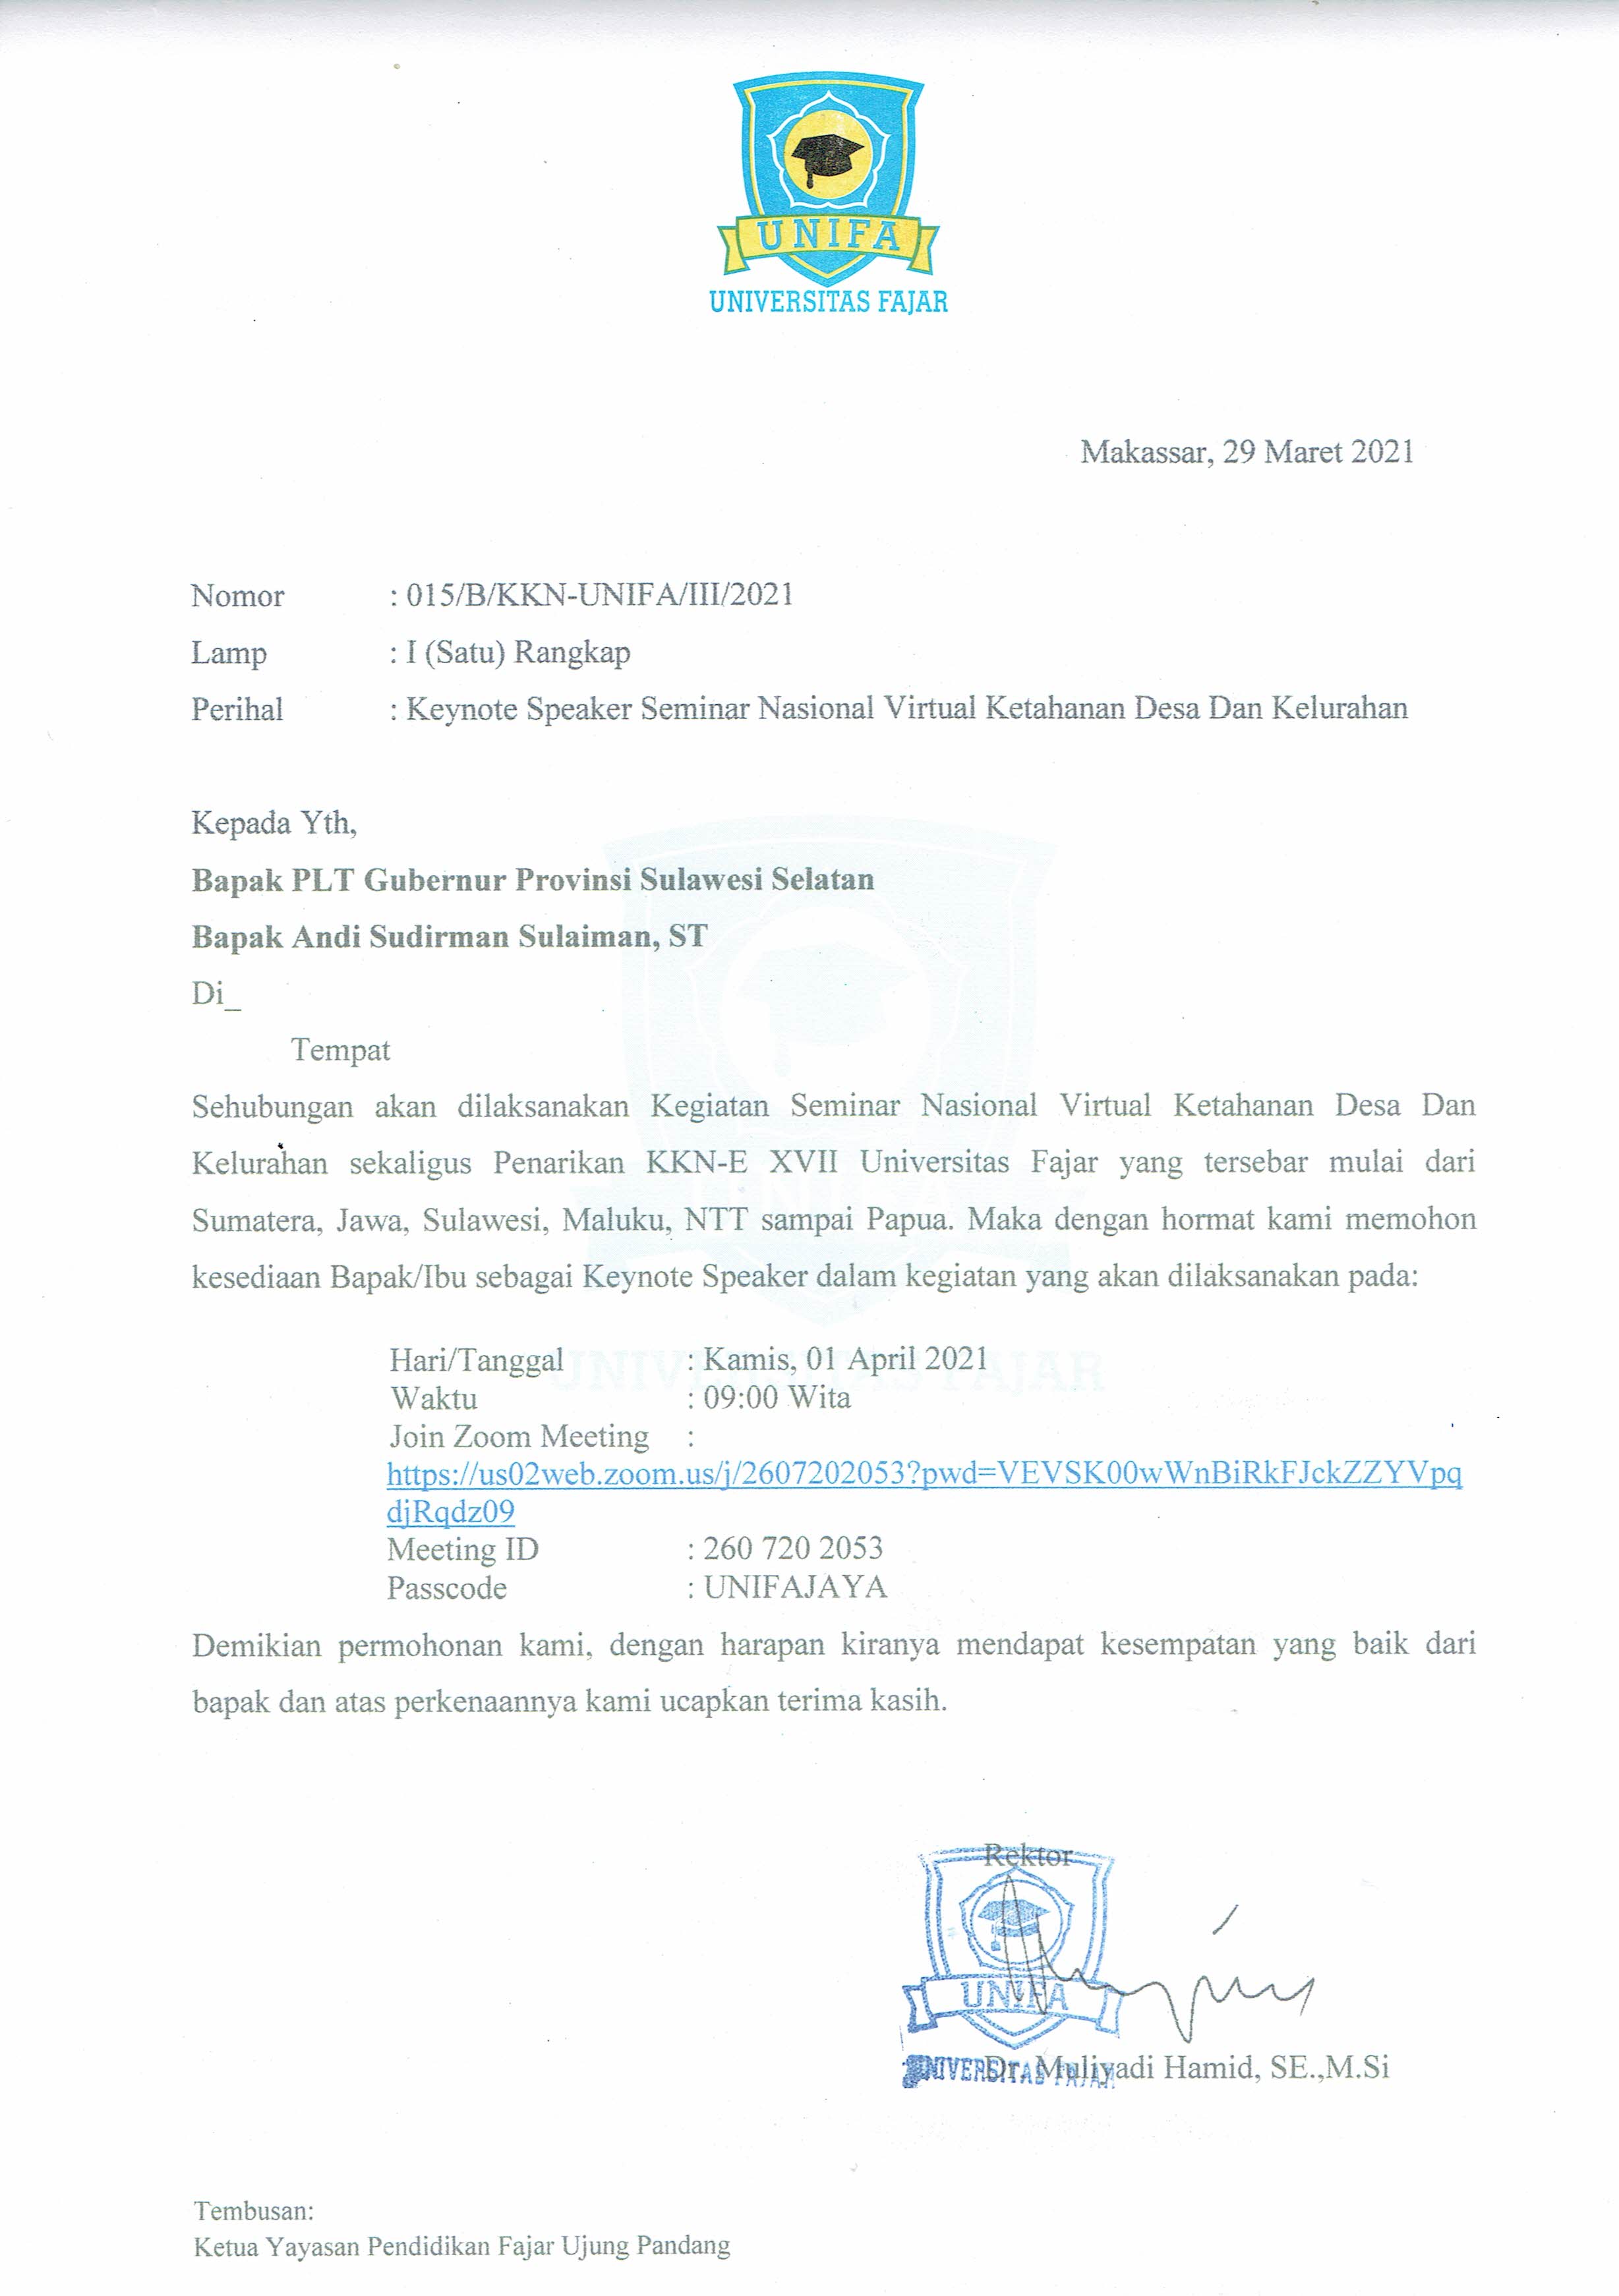 UNIFA
UNIVERSITAS FAJAR
Makassar, 29 Maret 2021
Nomor : 015/B/KKN-UNIFA/III/2021
Lamp : I (Satu) Rangkap
Perihal : Keynote Speaker Seminar Nasional Virtual Ketahanan Desa Dan Kelurahan
Kepada Yth,
Bapak PLT Gubernur Provinsi Sulawesi Selatan
Bapak Andi Sudirman Sulaiman, ST
Di_
Tempat
Sehubungan akan dilaksanakan Kegiatan Seminar Nasional Virtual Ketahanan Desa Dan
Kelurahan sekaligus Penarikan KKN-E XVII Universitas Fajar yang tersebar mulai dari
Sumatera, Jawa, Sulawesi, Maluku, NTT sampai Papua. Maka dengan hormat kami memohon
kesediaan Bapak/Ibu sebagai Keynote Speaker dalam kegiatan yang akan dilaksanakan pada:
UNIVERSITAS FAJAR
Hari/Tanggal : Kamis, 01 April 2021
Waktu : 09:00 Wita
Join Zoom Meeting :
https://us02web.zoom.us/j/2607202053?pwd=VEVSK00wWnBiRkFJckZZYVpq
djRqdz09
Meeting ID : 260 720 2053
Passcode : UNIFAJAYA
Demikian permohonan kami, dengan harapan kiranya mendapat kesempatan yang baik dari
bapak dan atas perkenaannya kami ucapkan terima kasih.
Rektor
UNIFA
UNIVERSITAS FAJAR
Dr. Muliyadi Hamid, SE.,M.Si
Tembusan:
Ketua Yayasan Pendidikan Fajar Ujung Pandang